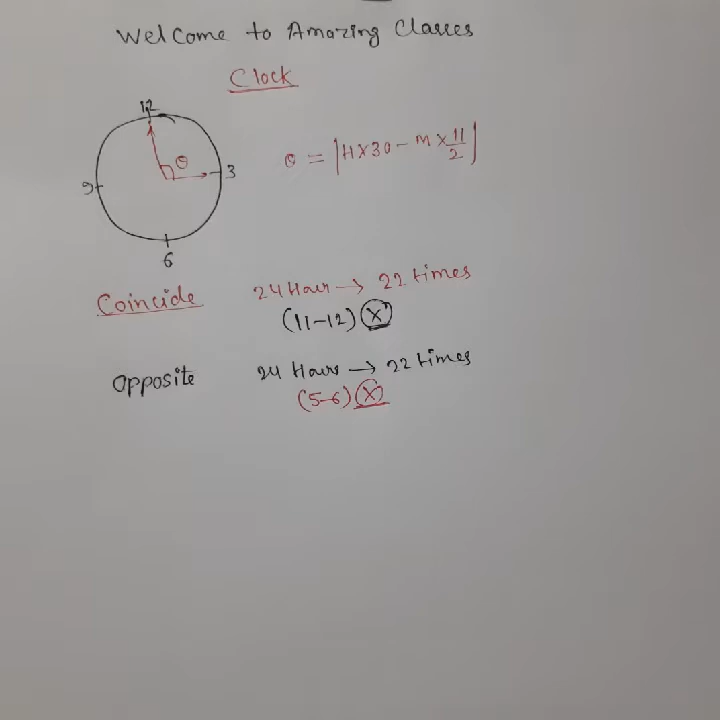 Welcome to Amazing Classes
Clock
12
θ
3
9
6
θ = |H×30 - M × 11/2|
Coincide 24 Hour → 22 times
(11-12) (X)
Opposite 24 Hours → 22 times
(5-6) (X)